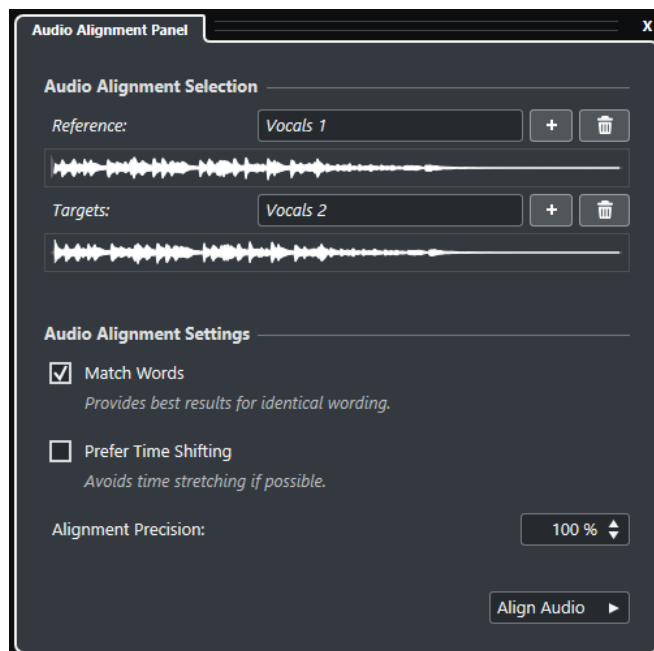 Audio Alignment Panel X
Audio Alignment Selection
Reference: Vocals 1 +
Targets: Vocals 2 +
Audio Alignment Settings
Match Words
Provides best results for identical wording.
Prefer Time Shifting
Avoids time stretching if possible.
Alignment Precision: 100 %
Align Audio